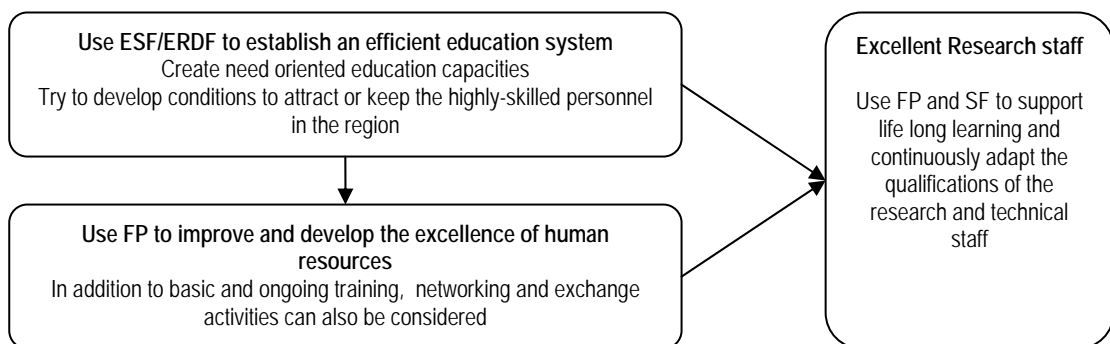 Use ESF/ERDF to establish an efficient education system
Create need oriented education capacities
Try to develop conditions to attract or keep the highly-skilled personnel
in the region
Use FP to improve and develop the excellence of human
resources
In addition to basic and ongoing training, networking and exchange
activities can also be considered
Excellent Research staff
Use FP and SF to support
life long learning and
continuously adapt the
qualifications of the
research and technical
staff